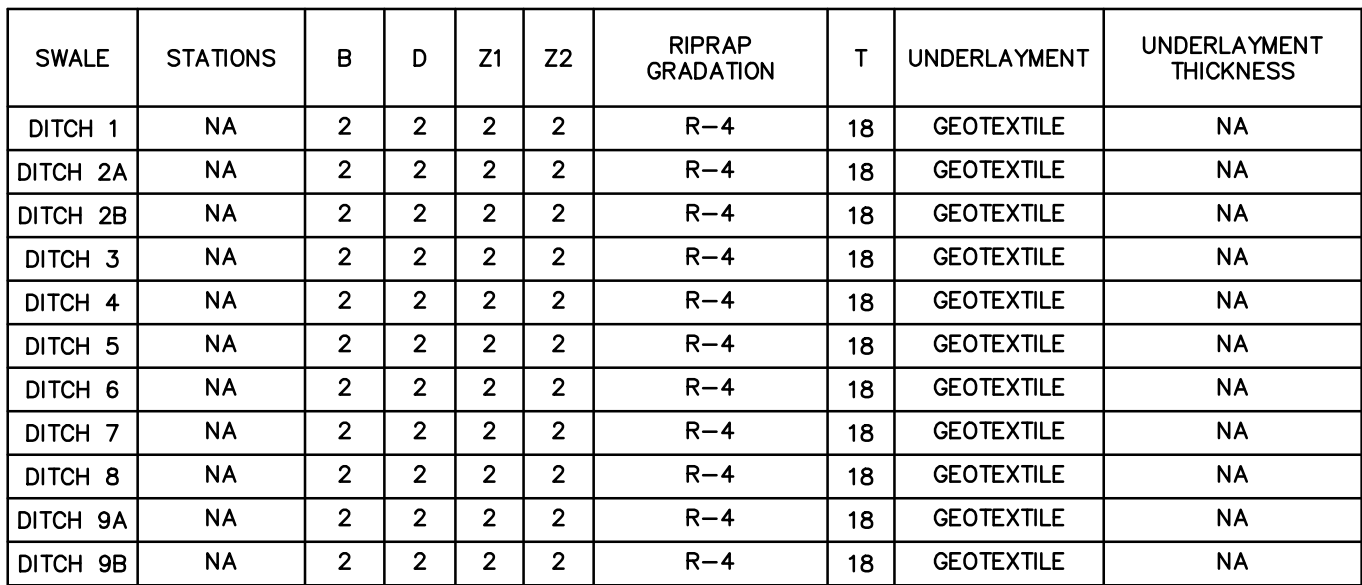 SWALE STATIONS B D Z1 Z2 RIPRAP GRADATION T UNDERLAYMENT UNDERLAYMENT THICKNESS
DITCH 1 NA 2 2 2 2 R-4 18 GEOTEXTILE NA
DITCH 2A NA 2 2 2 2 R-4 18 GEOTEXTILE NA
DITCH 2B NA 2 2 2 2 R-4 18 GEOTEXTILE NA
DITCH 3 NA 2 2 2 2 R-4 18 GEOTEXTILE NA
DITCH 4 NA 2 2 2 2 R-4 18 GEOTEXTILE NA
DITCH 5 NA 2 2 2 2 R-4 18 GEOTEXTILE NA
DITCH 6 NA 2 2 2 2 R-4 18 GEOTEXTILE NA
DITCH 7 NA 2 2 2 2 R-4 18 GEOTEXTILE NA
DITCH 8 NA 2 2 2 2 R-4 18 GEOTEXTILE NA
DITCH 9A NA 2 2 2 2 R-4 18 GEOTEXTILE NA
DITCH 9B NA 2 2 2 2 R-4 18 GEOTEXTILE NA